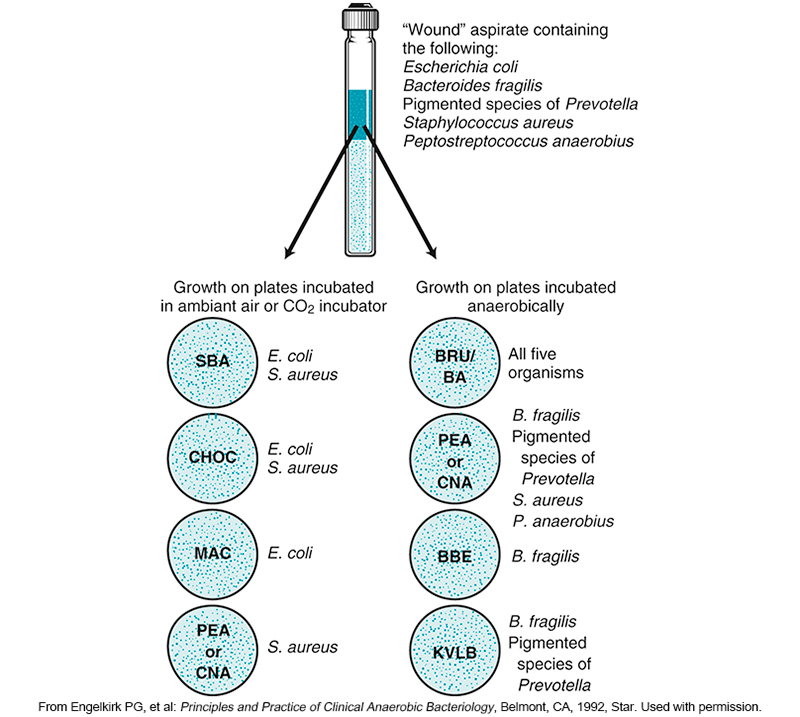 “Wound” aspirate containing
the following:
Escherichia coli
Bacteroides fragilis
Pigmented species of Prevotella
Staphylococcus aureus
Peptostreptococcus anaerobius
Growth on plates incubated
in ambiant air or CO₂ incubator
SBA
E. coli
S. aureus
CHOC
E. coli
S. aureus
MAC
E. coli
PEA
or
CNA
S. aureus
Growth on plates incubated
anaerobically
BRU/
BA
All five
organisms
PEA
or
CNA
B. fragilis
Pigmented
species of
Prevotella
S. aureus
P. anaerobius
BBE
B. fragilis
KVLB
B. fragilis
Pigmented
species of
Prevotella
From Engelkirk PG, et al: Principles and Practice of Clinical Anaerobic Bacteriology, Belmont, CA, 1992, Star. Used with permission.